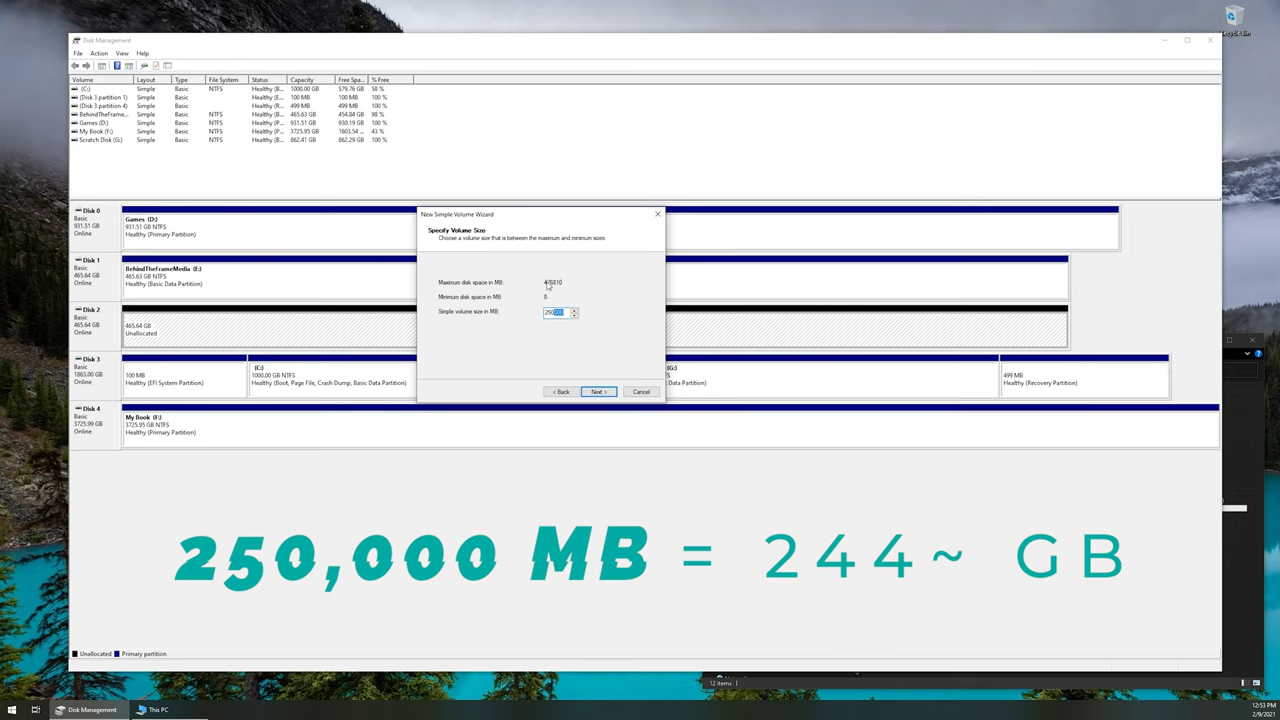 Recycle Bin
Disk Management
File Action View Help
Volume Layout Type File System Status Capacity Free Spa... % Free
(C:) Simple Basic NTFS Healthy (B... 1000.00 GB 579.76 GB 58 %
(Disk 3 partition 1) Simple Basic Healthy (E... 100 MB 100 MB 100 %
(Disk 3 partition 4) Simple Basic Healthy (R... 499 MB 499 MB 100 %
BehindTheFrame... Simple Basic NTFS Healthy (B... 465.63 GB 454.84 GB 98 %
Games (D:) Simple Basic NTFS Healthy (P... 931.51 GB 930.19 GB 100 %
My Book (F:) Simple Basic NTFS Healthy (P... 3725.95 GB 1603.54 ... 43 %
Scratch Disk (G:) Simple Basic NTFS Healthy (B... 862.41 GB 862.29 GB 100 %
Disk 0
Basic
931.51 GB
Online
Games (D:)
931.51 GB NTFS
Healthy (Primary Partition)
Disk 1
Basic
465.64 GB
Online
BehindTheFrameMedia (E:)
465.63 GB NTFS
Healthy (Basic Data Partition)
Disk 2
Basic
465.64 GB
Online
465.64 GB
Unallocated
Disk 3
Basic
1863.00 GB
Online
100 MB
Healthy (EFI System Partition)
(C:)
1000.00 GB NTFS
Healthy (Boot, Page File, Crash Dump, Basic Data Partition)
(G:)
FS
Data Partition)
499 MB
Healthy (Recovery Partition)
Disk 4
Basic
3725.99 GB
Online
My Book (F:)
3725.95 GB NTFS
Healthy (Primary Partition)
New Simple Volume Wizard
Specify Volume Size
Choose a volume size that is between the maximum and minimum sizes.
Maximum disk space in MB: 476810
Minimum disk space in MB: 8
Simple volume size in MB: 250000
< Back Next > Cancel
250,000 MB = 244~ GB
Unallocated Primary partition
12 items
Disk Management This PC
12:53 PM
2/9/2021